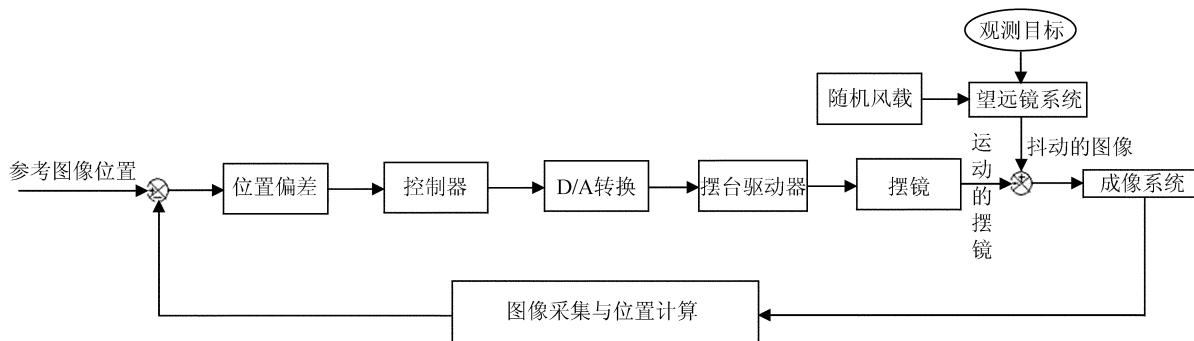 观测目标
随机风载
望远镜系统
抖动的图像
参考图像位置
位置偏差
控制器
D/A转换
摆台驱动器
摆镜
运动的摆镜
成像系统
图像采集与位置计算